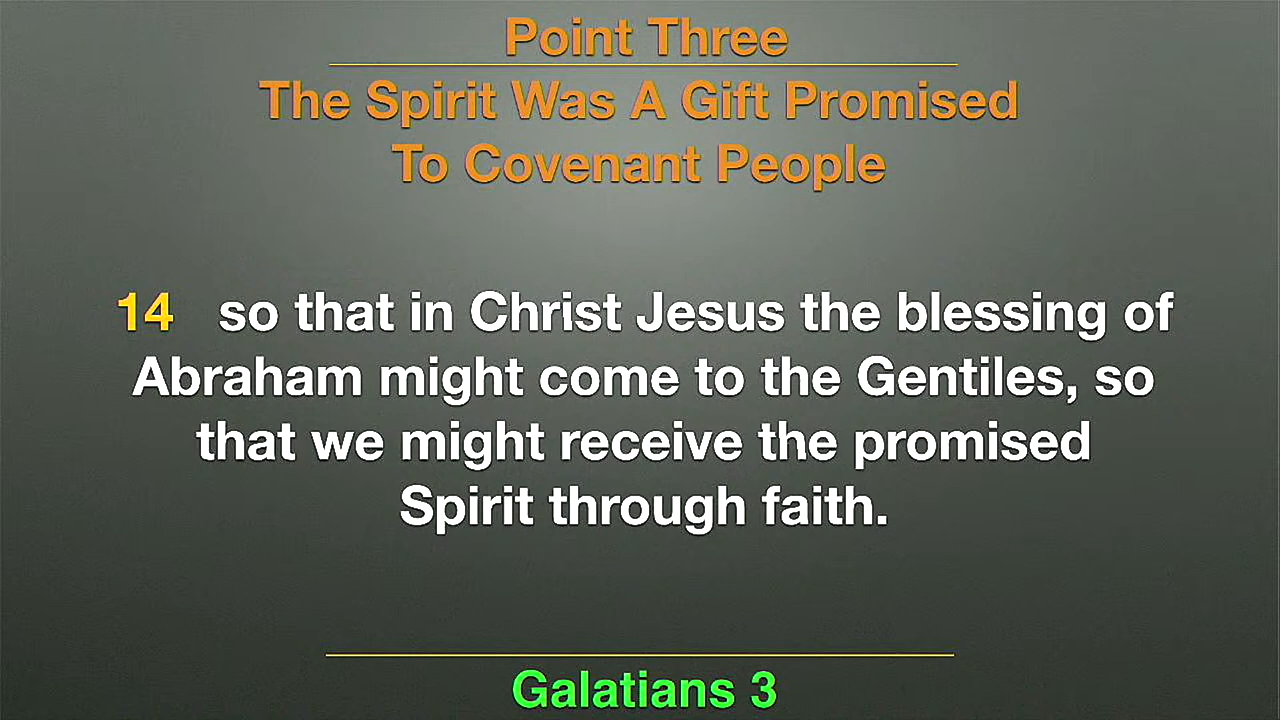 Point Three
The Spirit Was A Gift Promised
To Covenant People
14 so that in Christ Jesus the blessing of
Abraham might come to the Gentiles, so
that we might receive the promised
Spirit through faith.
Galatians 3